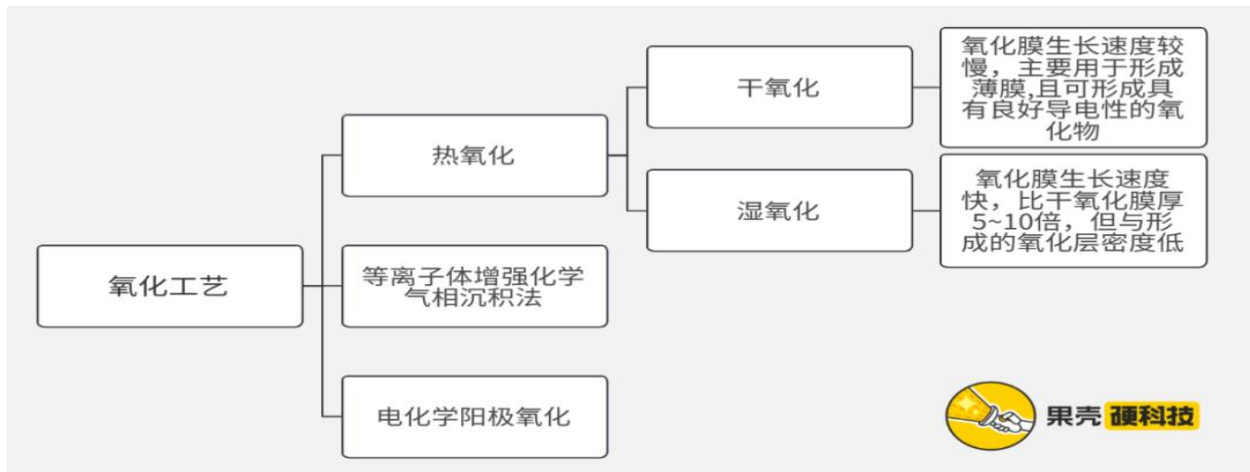 氧化工艺
热氧化
等离子体增强化学
气相沉积法
电化学阳极氧化
干氧化
湿氧化
氧化膜生长速度较
慢，主要用于形成
薄膜,且可形成具
有良好导电性的氧
化物
氧化膜生长速度
快，比干氧化膜厚
5~10倍，但与形
成的氧化层密度低
果壳 硬科技